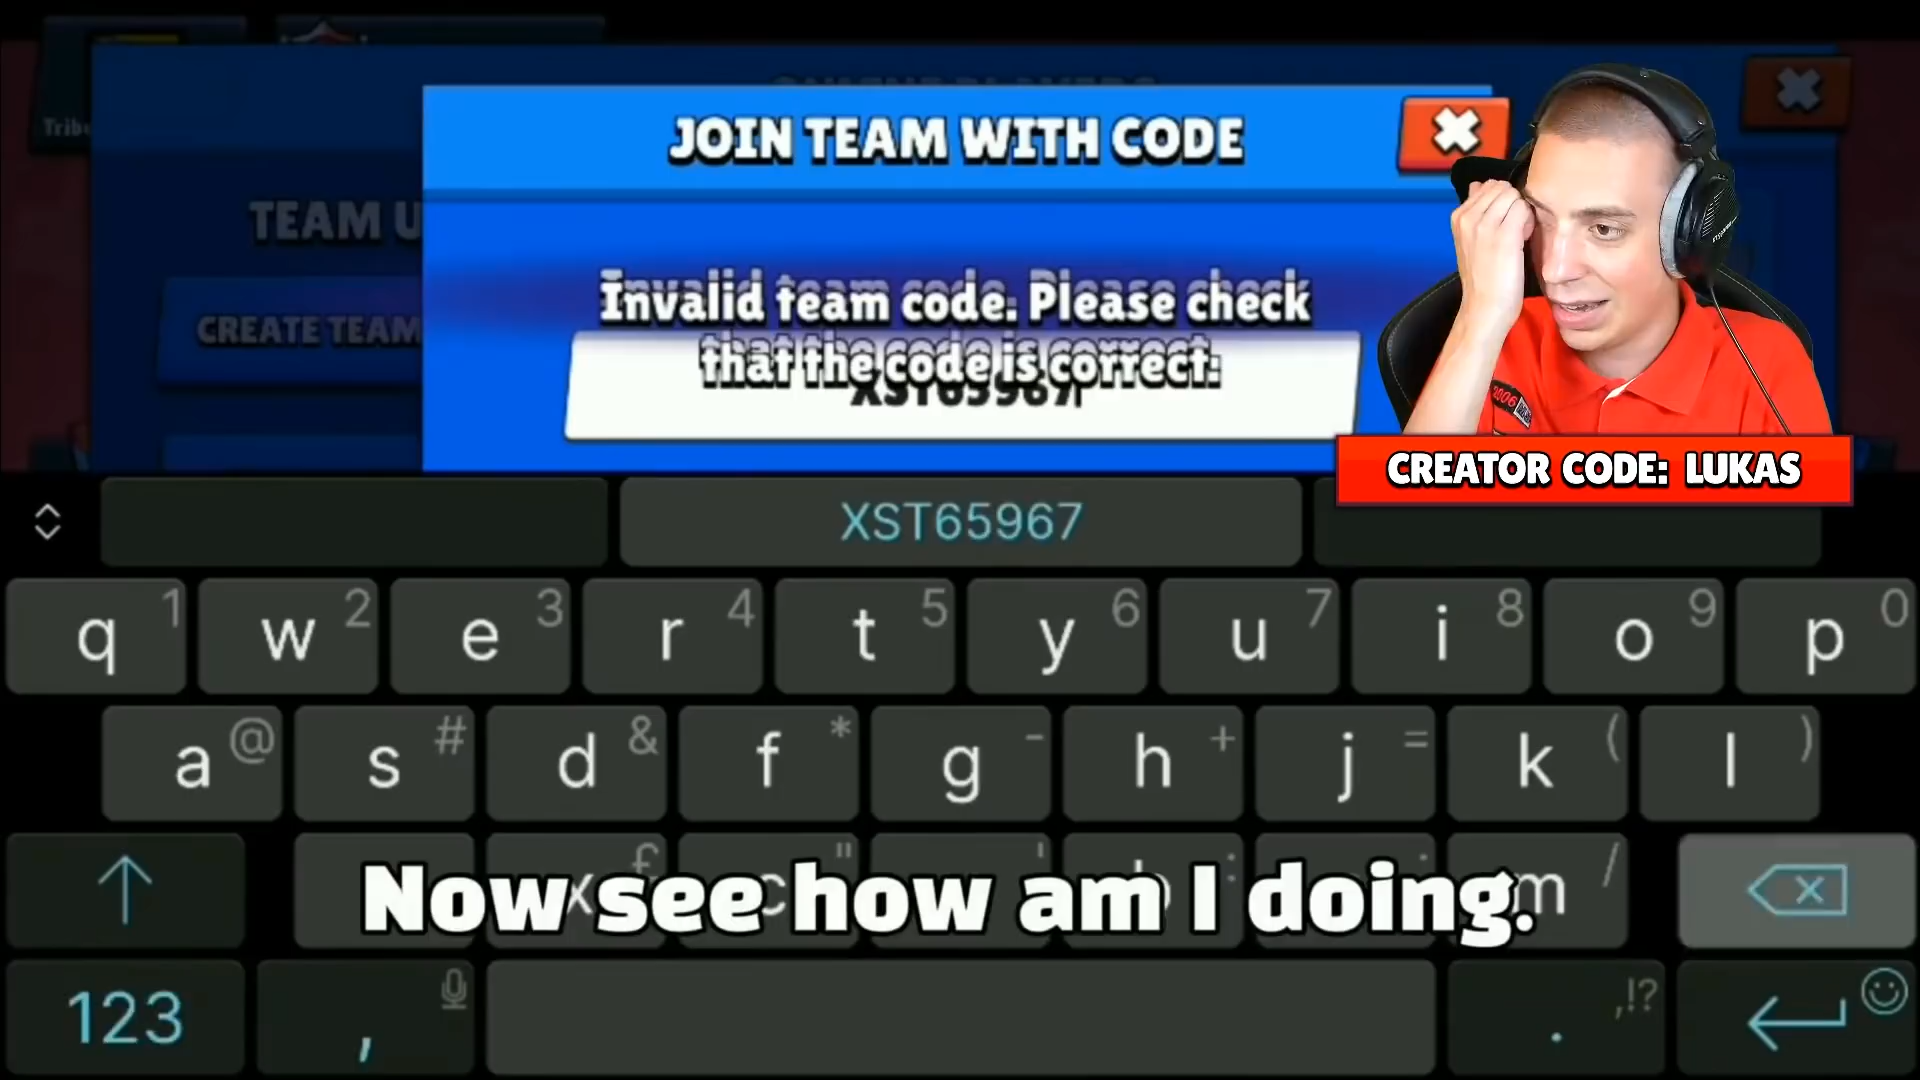 JOIN TEAM WITH CODE
TEAM U
CREATE TEAM
Invalid team code. Please check
that the code is correct.
XST65967
CREATOR CODE: LUKAS
XST65967
q 1 w 2 e 3 r 4 t 5 y 6 u 7 i 8 o 9 p 0
a @ s # d & f * g - h + j = k ( l )
x £ c " ' b : m /
Now see how am I doing.
123 , . ,!?